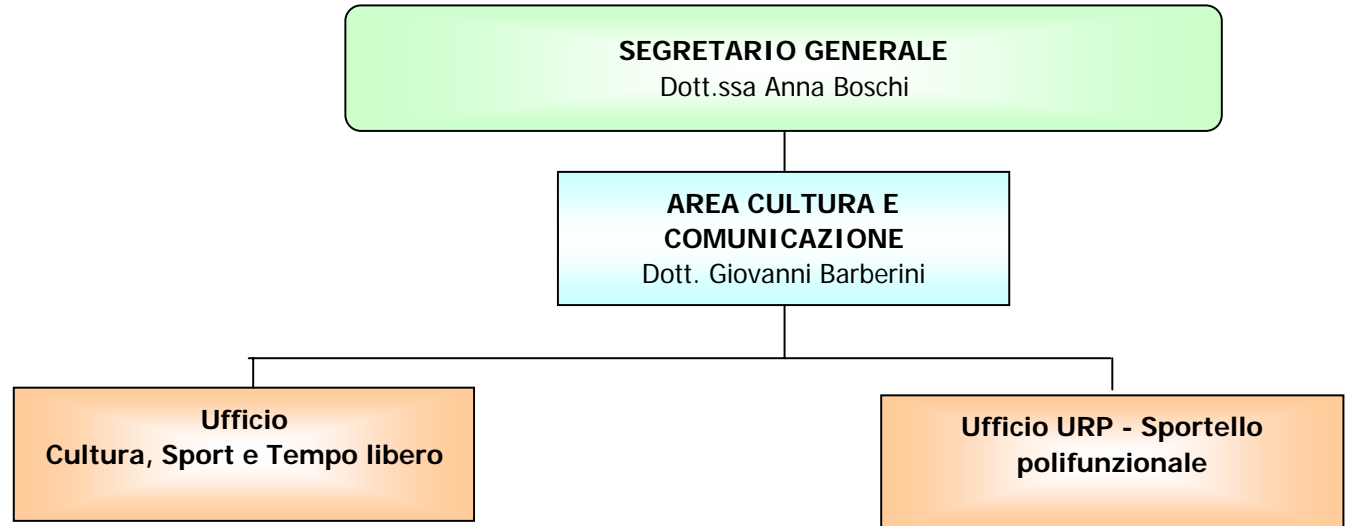 SEGRETARIO GENERALE
Dott.ssa Anna Boschi
AREA CULTURA E
COMUNICAZIONE
Dott. Giovanni Barberini
Ufficio
Cultura, Sport e Tempo libero
Ufficio URP - Sportello
polifunzionale